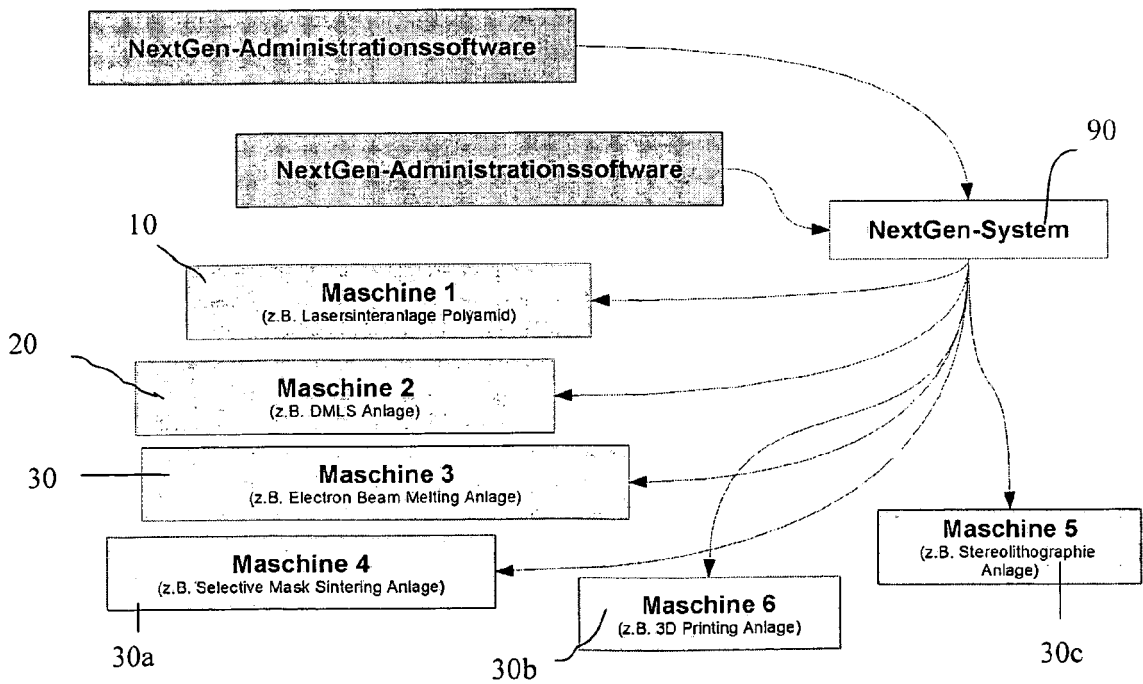 NextGen-Administrationssoftware
NextGen-Administrationssoftware
90
NextGen-System
10
Maschine 1
(z.B. Lasersinteranlage Polyamid)
20
Maschine 2
(z.B. DMLS Anlage)
30
Maschine 3
(z.B. Electron Beam Melting Anlage)
Maschine 4
(z.B. Selective Mask Sintering Anlage)
30a
Maschine 5
(z.B. Stereolithographie
Anlage)
Maschine 6
(z.B. 3D Printing Anlage)
30b
30c